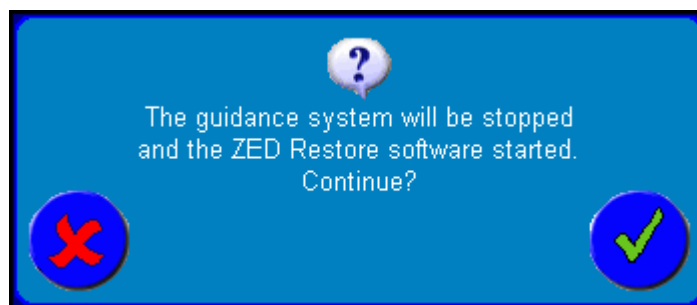 ?
The guidance system will be stopped
and the ZED Restore software started.
Continue?